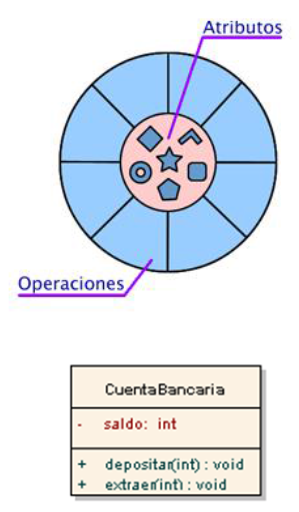 Atributos
Operaciones
CuentaBancaria
- saldo: int
+ depositar(int) : void
+ extraer(int) : void